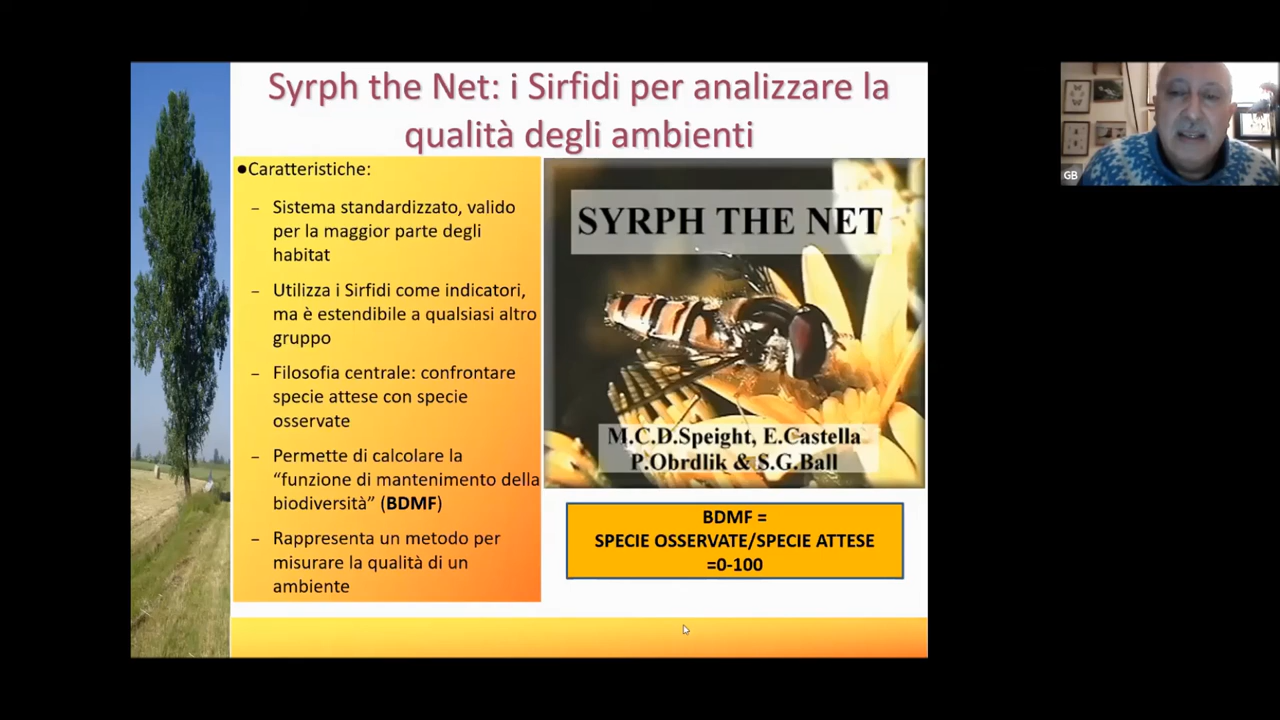 Syrph the Net: i Sirfidi per analizzare la
qualità degli ambienti
●Caratteristiche:
– Sistema standardizzato, valido
per la maggior parte degli
habitat
– Utilizza i Sirfidi come indicatori,
ma è estendibile a qualsiasi altro
gruppo
– Filosofia centrale: confrontare
specie attese con specie
osservate
– Permette di calcolare la
“funzione di mantenimento della
biodiversità” (BDMF)
– Rappresenta un metodo per
misurare la qualità di un
ambiente
SYRPH THE NET
M.C.D.Speight, E.Castella
P.Obrdlik & S.G.Ball
BDMF =
SPECIE OSSERVATE/SPECIE ATTESE
=0-100
GB